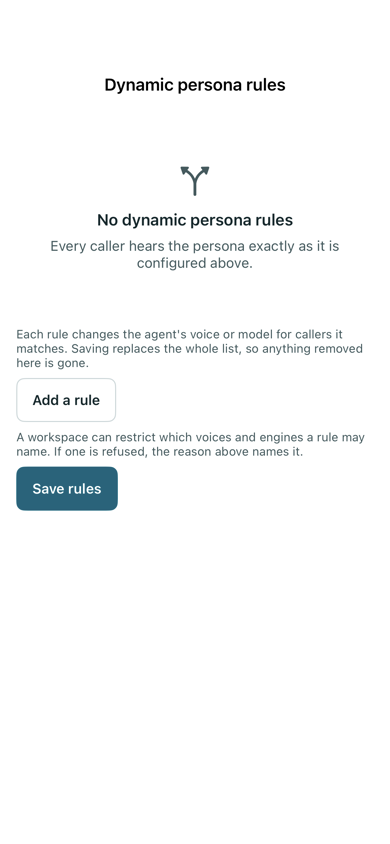 Dynamic persona rules
No dynamic persona rules
Every caller hears the persona exactly as it is
configured above.
Each rule changes the agent's voice or model for callers it
matches. Saving replaces the whole list, so anything removed
here is gone.
Add a rule
A workspace can restrict which voices and engines a rule may
name. If one is refused, the reason above names it.
Save rules